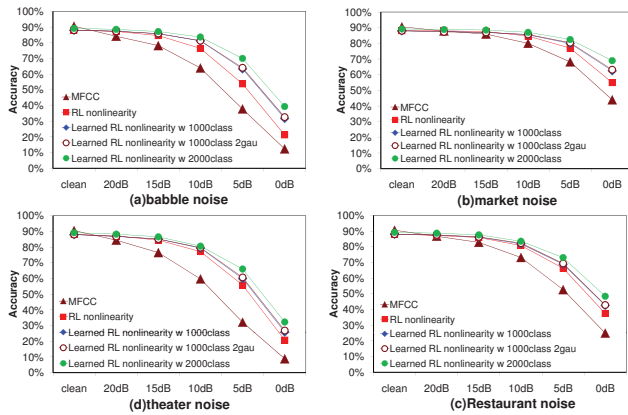 100%
90%
80%
70%
60%
50%
40%
30%
20%
10%
0%
Accuracy
MFCC
RL nonlinearity
Learned RL nonlinearity w 1000class
Learned RL nonlinearity w 1000class 2gau
Learned RL nonlinearity w 2000class
clean 20dB 15dB 10dB 5dB 0dB
(a)babble noise
100%
90%
80%
70%
60%
50%
40%
30%
20%
10%
0%
Accuracy
MFCC
RL nonlinearity
Learned RL nonlinearity w 1000class
Learned RL nonlinearity w 1000class 2gau
Learned RL nonlinearity w 2000class
clean 20dB 15dB 10dB 5dB 0dB
(b)market noise
100%
90%
80%
70%
60%
50%
40%
30%
20%
10%
0%
Accuracy
MFCC
RL nonlinearity
Learned RL nonlinearity w 1000class
Learned RL nonlinearity w 1000class 2gau
Learned RL nonlinearity w 2000class
clean 20dB 15dB 10dB 5dB 0dB
(d)theater noise
100%
90%
80%
70%
60%
50%
40%
30%
20%
10%
0%
Accuracy
MFCC
RL nonlinearity
Learned RL nonlinearity w 1000class
Learned RL nonlinearity w 1000class 2gau
Learned RL nonlinearity w 2000class
clean 20dB 15dB 10dB 5dB 0dB
(c)Restaurant noise